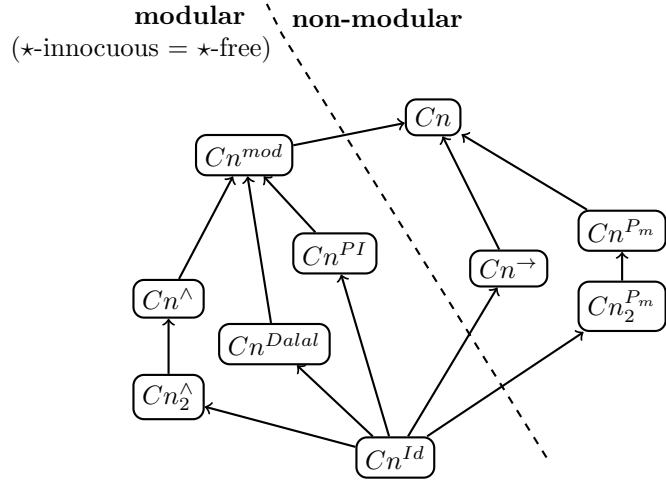 modular non-modular
(⋆-innocuous = ⋆-free)
Cn
Cn^{mod}
Cn^{PI} Cn^{→} Cn^{P_m}
Cn^{∧} Cn_2^{P_m}
Cn^{Dalal}
Cn_2^{∧}
Cn^{Id}